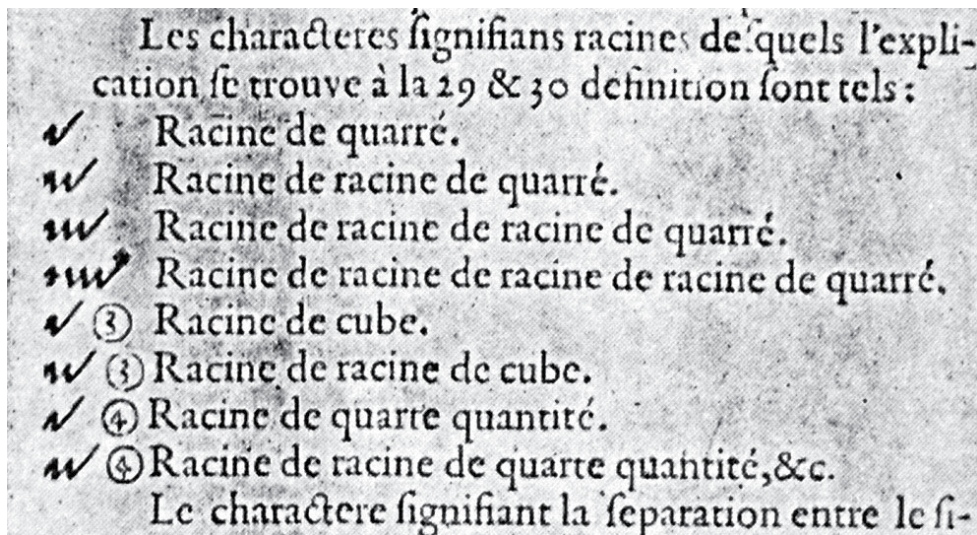 Les characteres ſignifians racines deſquels l'expli-
cation ſe trouve à la 29 & 30 definition ſont tels:
√ Racine de quarré.
Racine de racine de quarré.
Racine de racine de racine de quarré.
Racine de racine de racine de racine de quarré.
√ ③ Racine de cube.
③ Racine de racine de cube.
√ ④ Racine de quarte quantité.
④ Racine de racine de quarte quantité,&c.
Le charactere ſignifiant la ſeparation entre le ſi-